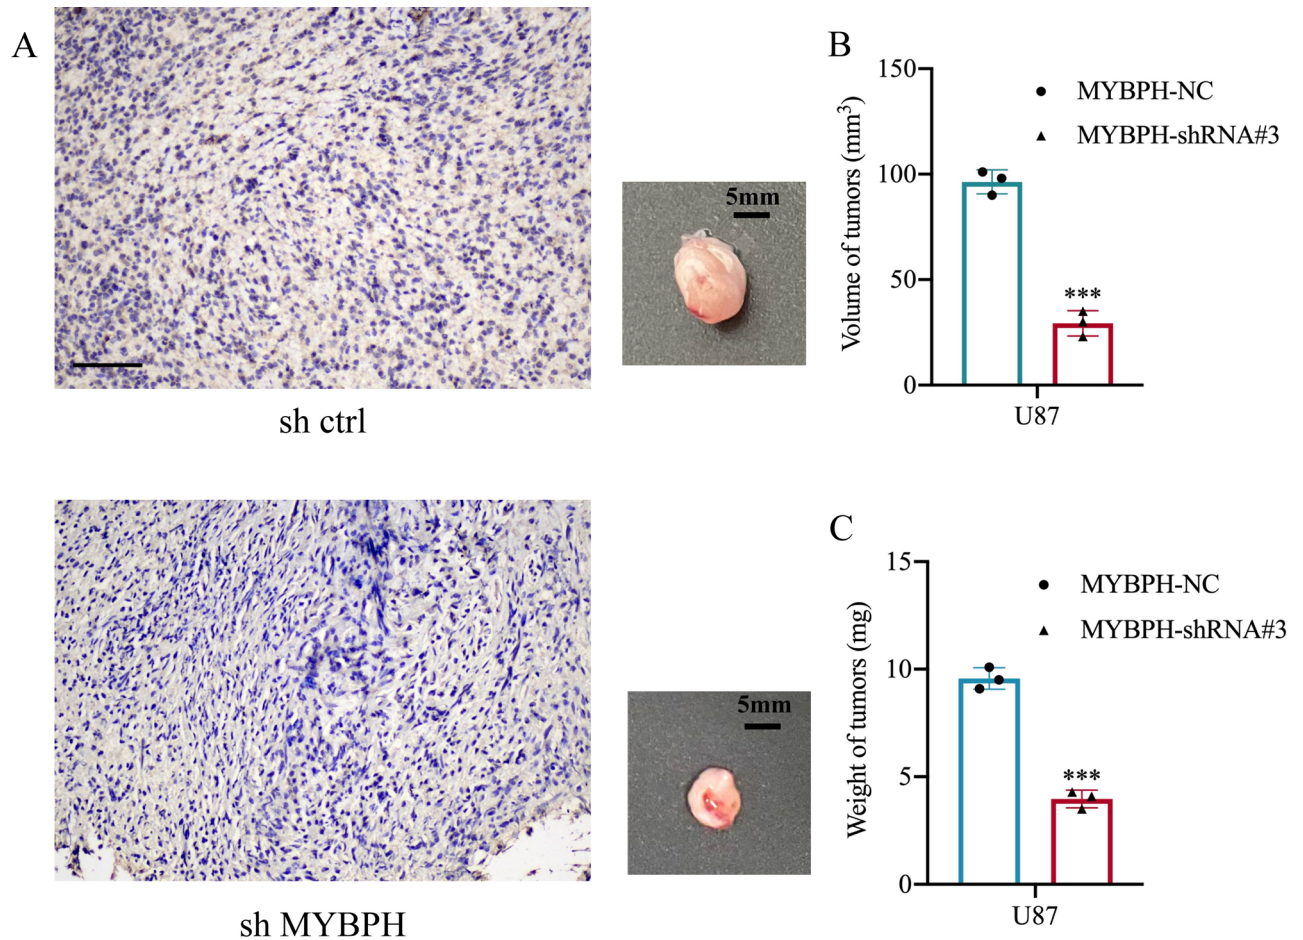 A
sh ctrl
5mm
B
150
100
50
0
Volume of tumors (mm³)
MYBPH-NC
MYBPH-shRNA#3
***
U87
sh MYBPH
5mm
C
15
10
5
0
Weight of tumors (mg)
MYBPH-NC
MYBPH-shRNA#3
***
U87